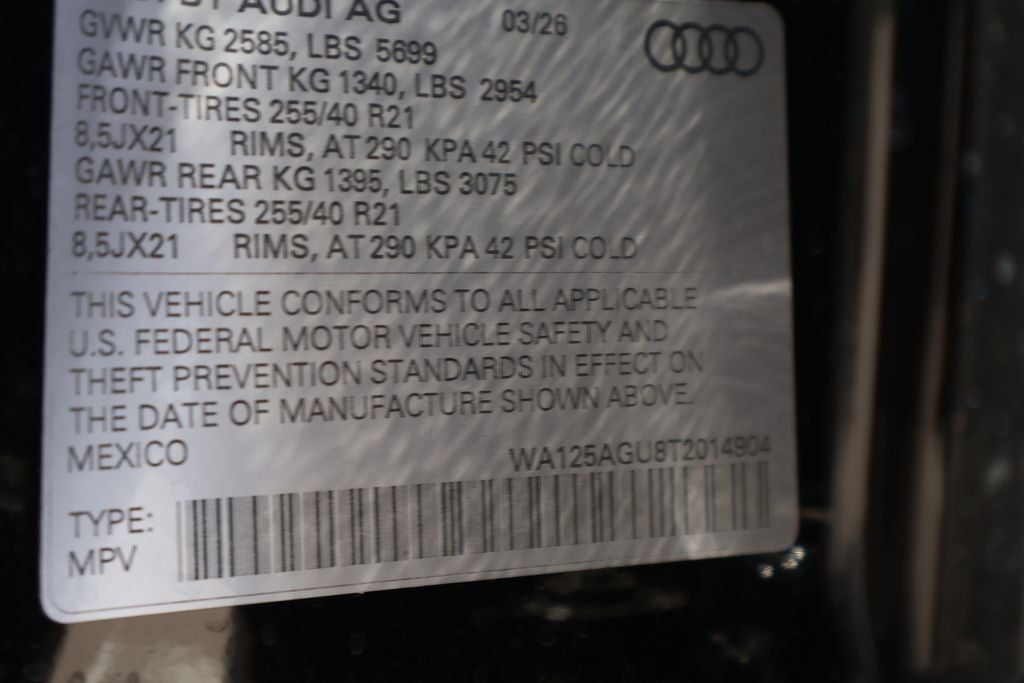 BY AUDI AG 03/26
GVWR KG 2585, LBS 5699
GAWR FRONT KG 1340, LBS 2954
FRONT-TIRES 255/40 R21
8,5JX21 RIMS, AT 290 KPA 42 PSI COLD
GAWR REAR KG 1395, LBS 3075
REAR-TIRES 255/40 R21
8,5JX21 RIMS, AT 290 KPA 42 PSI COLD
THIS VEHICLE CONFORMS TO ALL APPLICABLE
U.S. FEDERAL MOTOR VEHICLE SAFETY AND
THEFT PREVENTION STANDARDS IN EFFECT ON
THE DATE OF MANUFACTURE SHOWN ABOVE.
MEXICO WA125AGU8T2014904
TYPE:
MPV